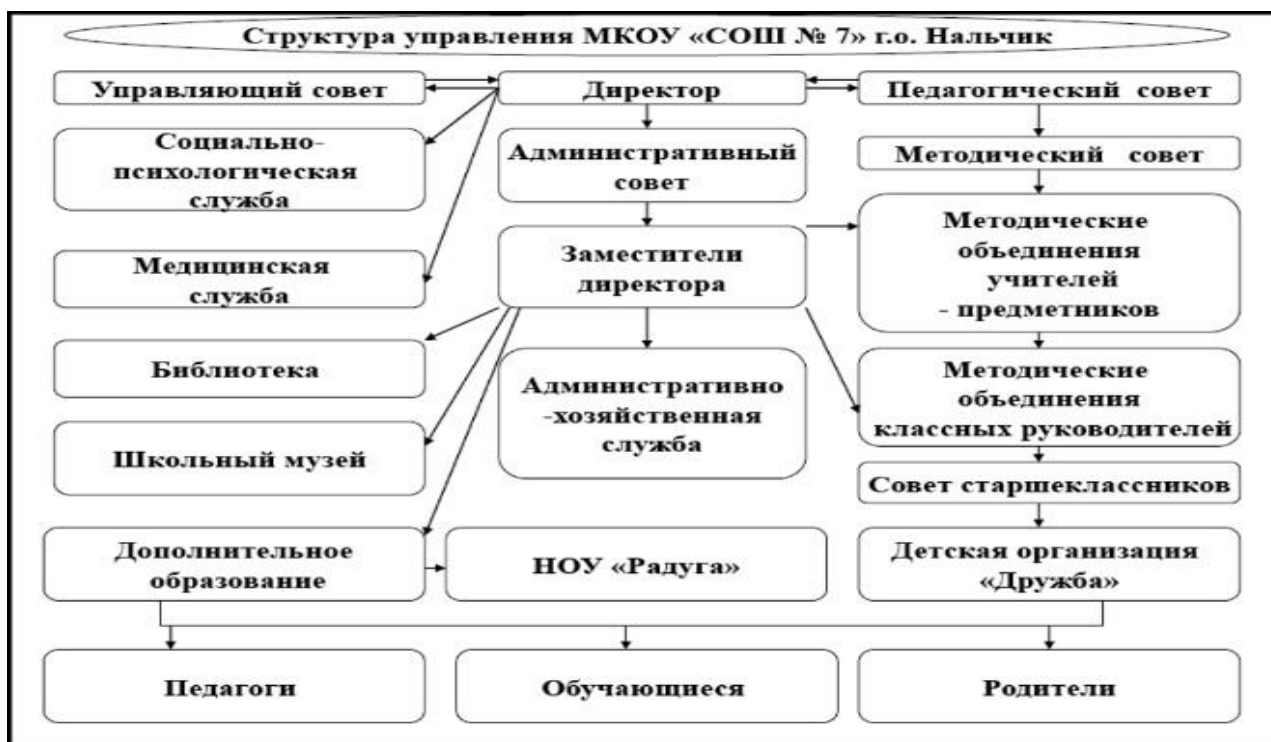 Структура управления МКОУ «СОШ № 7» г.о. Нальчик
Управляющий совет
Директор
Педагогический совет
Социально-
психологическая
служба
Административный
совет
Методический совет
Медицинская
служба
Заместители
директора
Методические
объединения
учителей
- предметников
Библиотека
Административно
-хозяйственная
служба
Методические
объединения
классных руководителей
Школьный музей
Совет старшеклассников
Дополнительное
образование
НОУ «Радуга»
Детская организация
«Дружба»
Педагоги
Обучающиеся
Родители